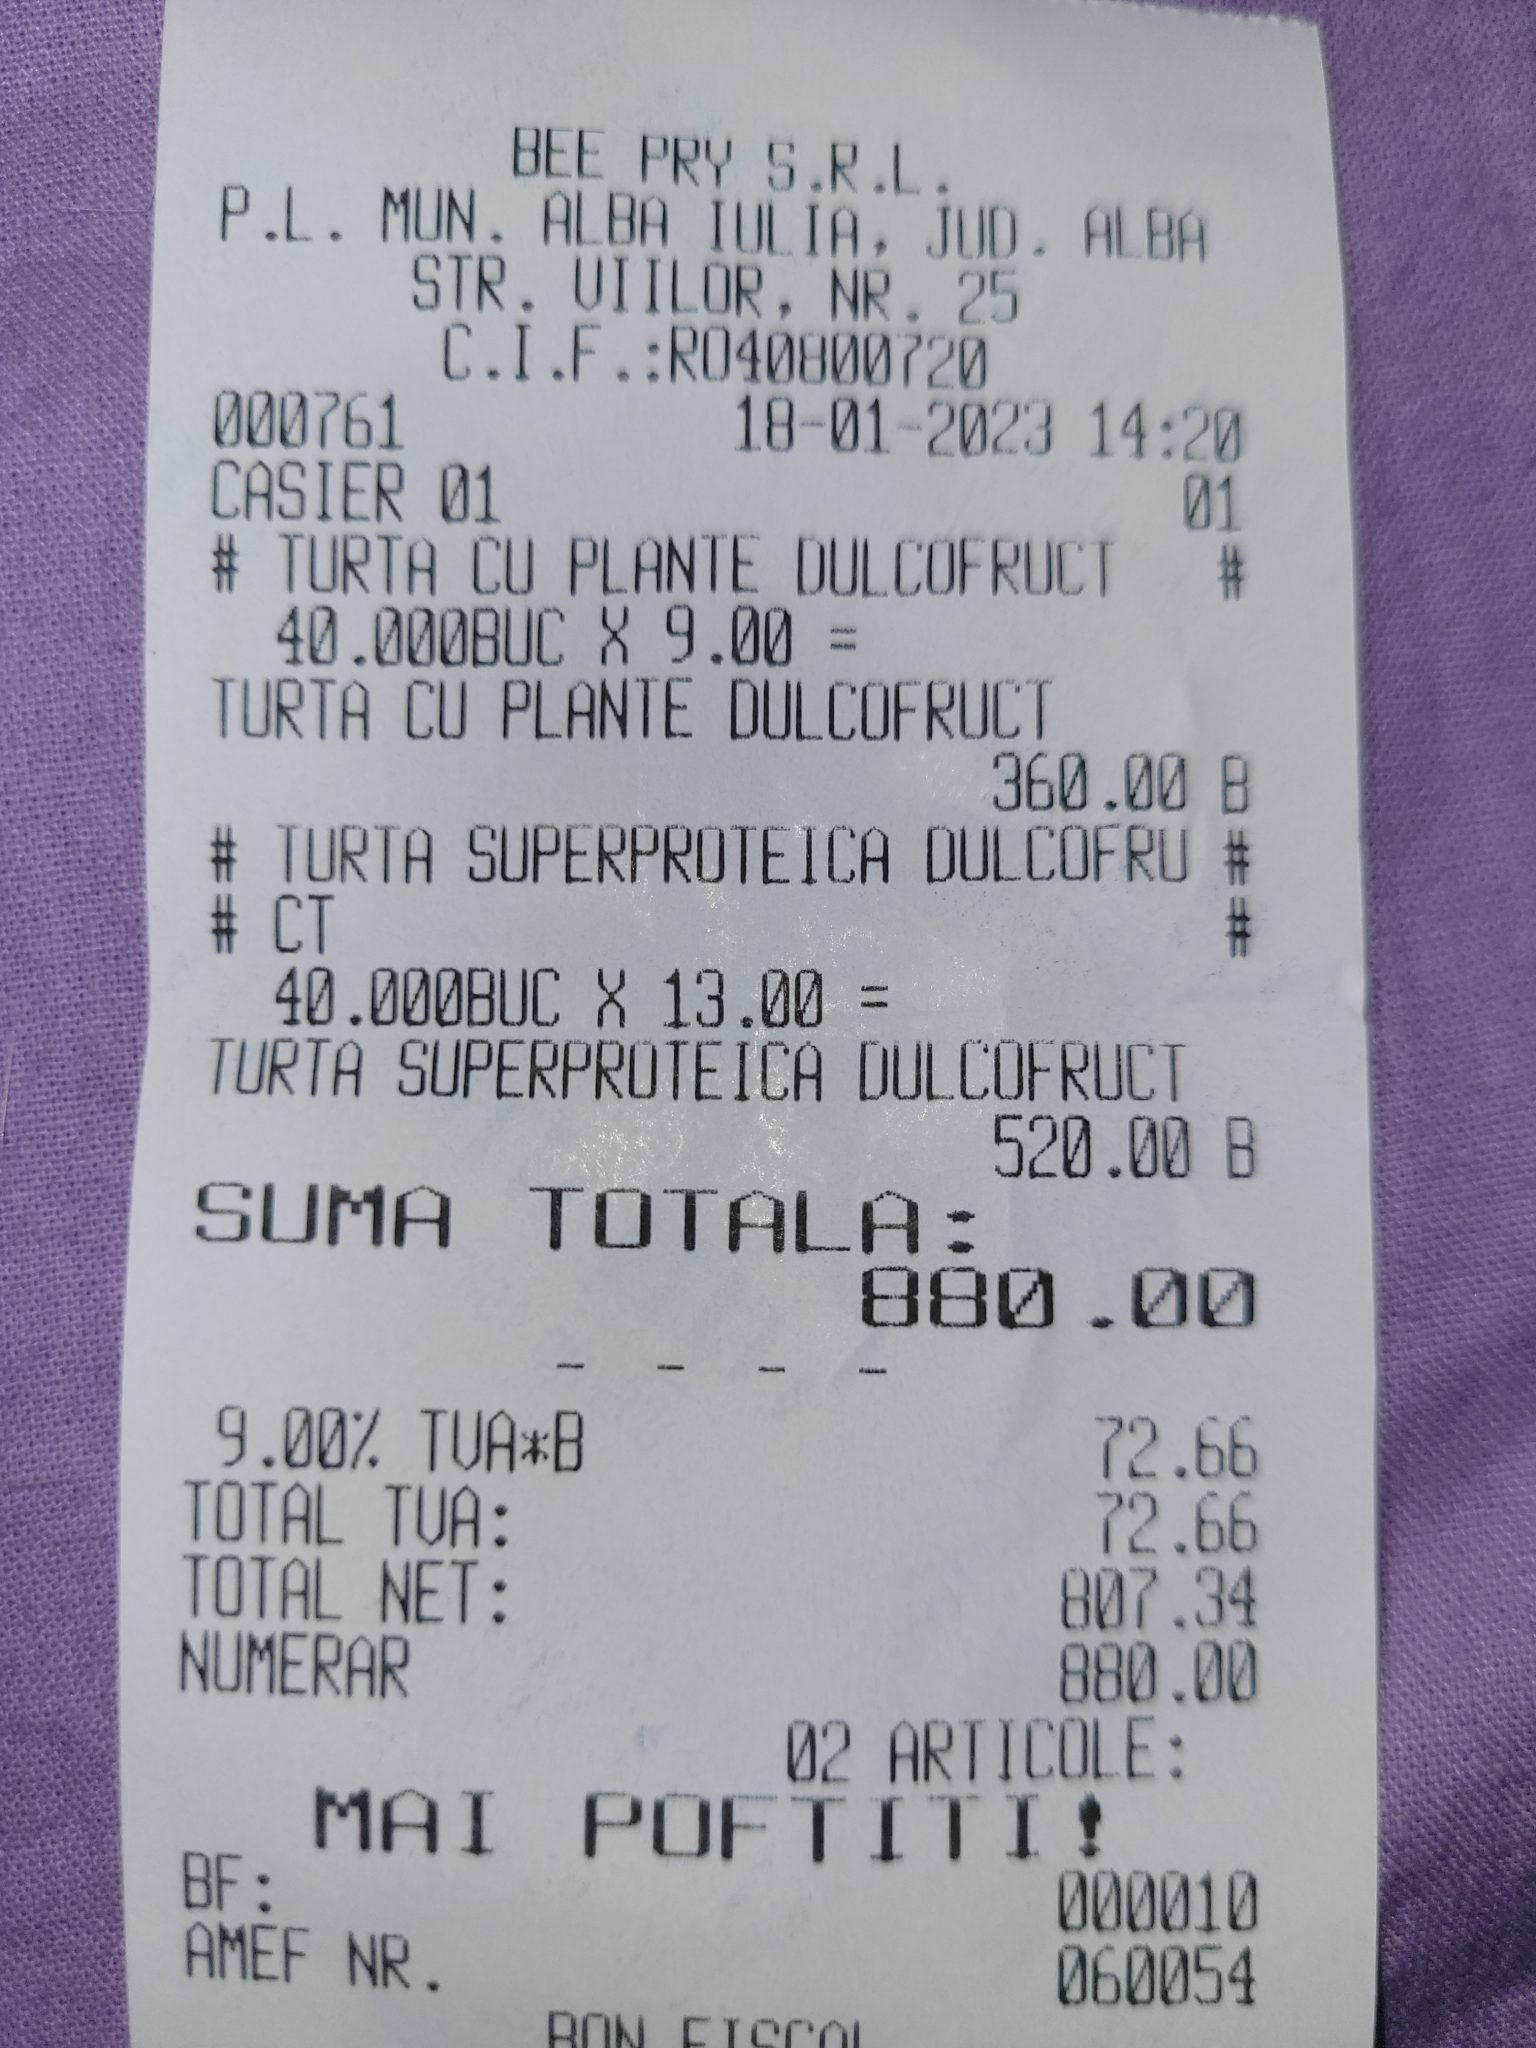 BEE PRY S.R.L.
P.L. MUN. ALBA IULIA, JUD. ALBA
STR. VIILOR, NR. 25
C.I.F.:RO40800720
000761 18-01-2023 14:20
CASIER 01 01
# TURTA CU PLANTE DULCOFRUCT #
40.000BUC X 9.00 =
TURTA CU PLANTE DULCOFRUCT
360.00 B
# TURTA SUPERPROTEICA DULCOFRU #
# CT #
40.000BUC X 13.00 =
TURTA SUPERPROTEICA DULCOFRUCT
520.00 B
SUMA TOTALA:
880.00
- - - -
9.00% TVA*B 72.66
TOTAL TVA: 72.66
TOTAL NET: 807.34
NUMERAR 880.00
02 ARTICOLE:
MAI POFTITI!
BF: 000010
AMEF NR. 060054
BON FISCAL